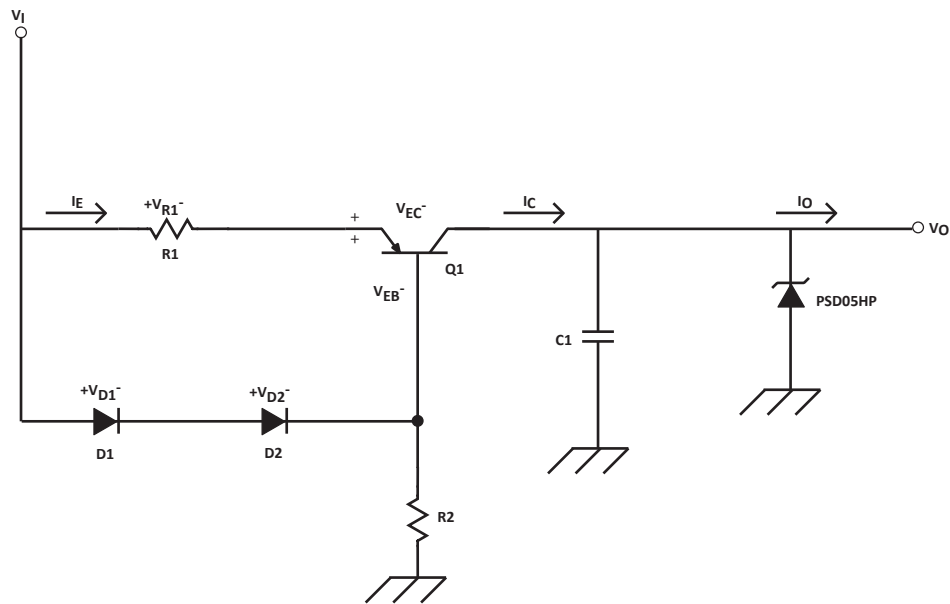 VI
IE
+VR1-
R1
+
+
VEC-
IC
IO
VO
Q1
VEB-
PSD05HP
C1
+VD1-
+VD2-
D1
D2
R2